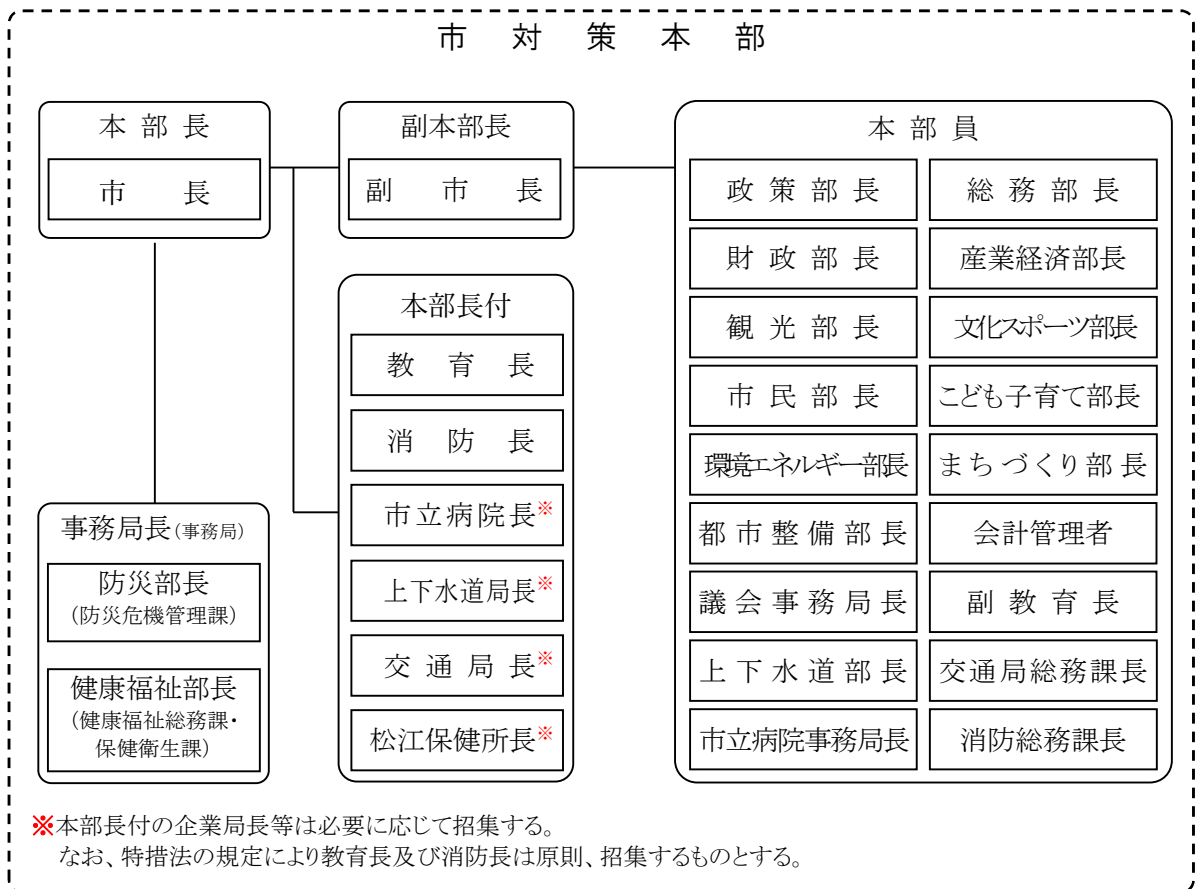 市対策本部
本部長
市長
副本部長
副市長
本部長付
教育長
消防長
市立病院長※
上下水道局長※
交通局長※
松江保健所長※
事務局長(事務局)
防災部長
(防災危機管理課)
健康福祉部長
(健康福祉総務課・
保健衛生課)
本部員
政策部長
総務部長
財政部長
産業経済部長
観光部長
文化スポーツ部長
市民部長
こども子育て部長
環境エネルギー部長
まちづくり部長
都市整備部長
会計管理者
議会事務局長
副教育長
上下水道部長
交通局総務課長
市立病院事務局長
消防総務課長
※本部長付の企業局長等は必要に応じて招集する。
なお、特措法の規定により教育長及び消防長は原則、招集するものとする。